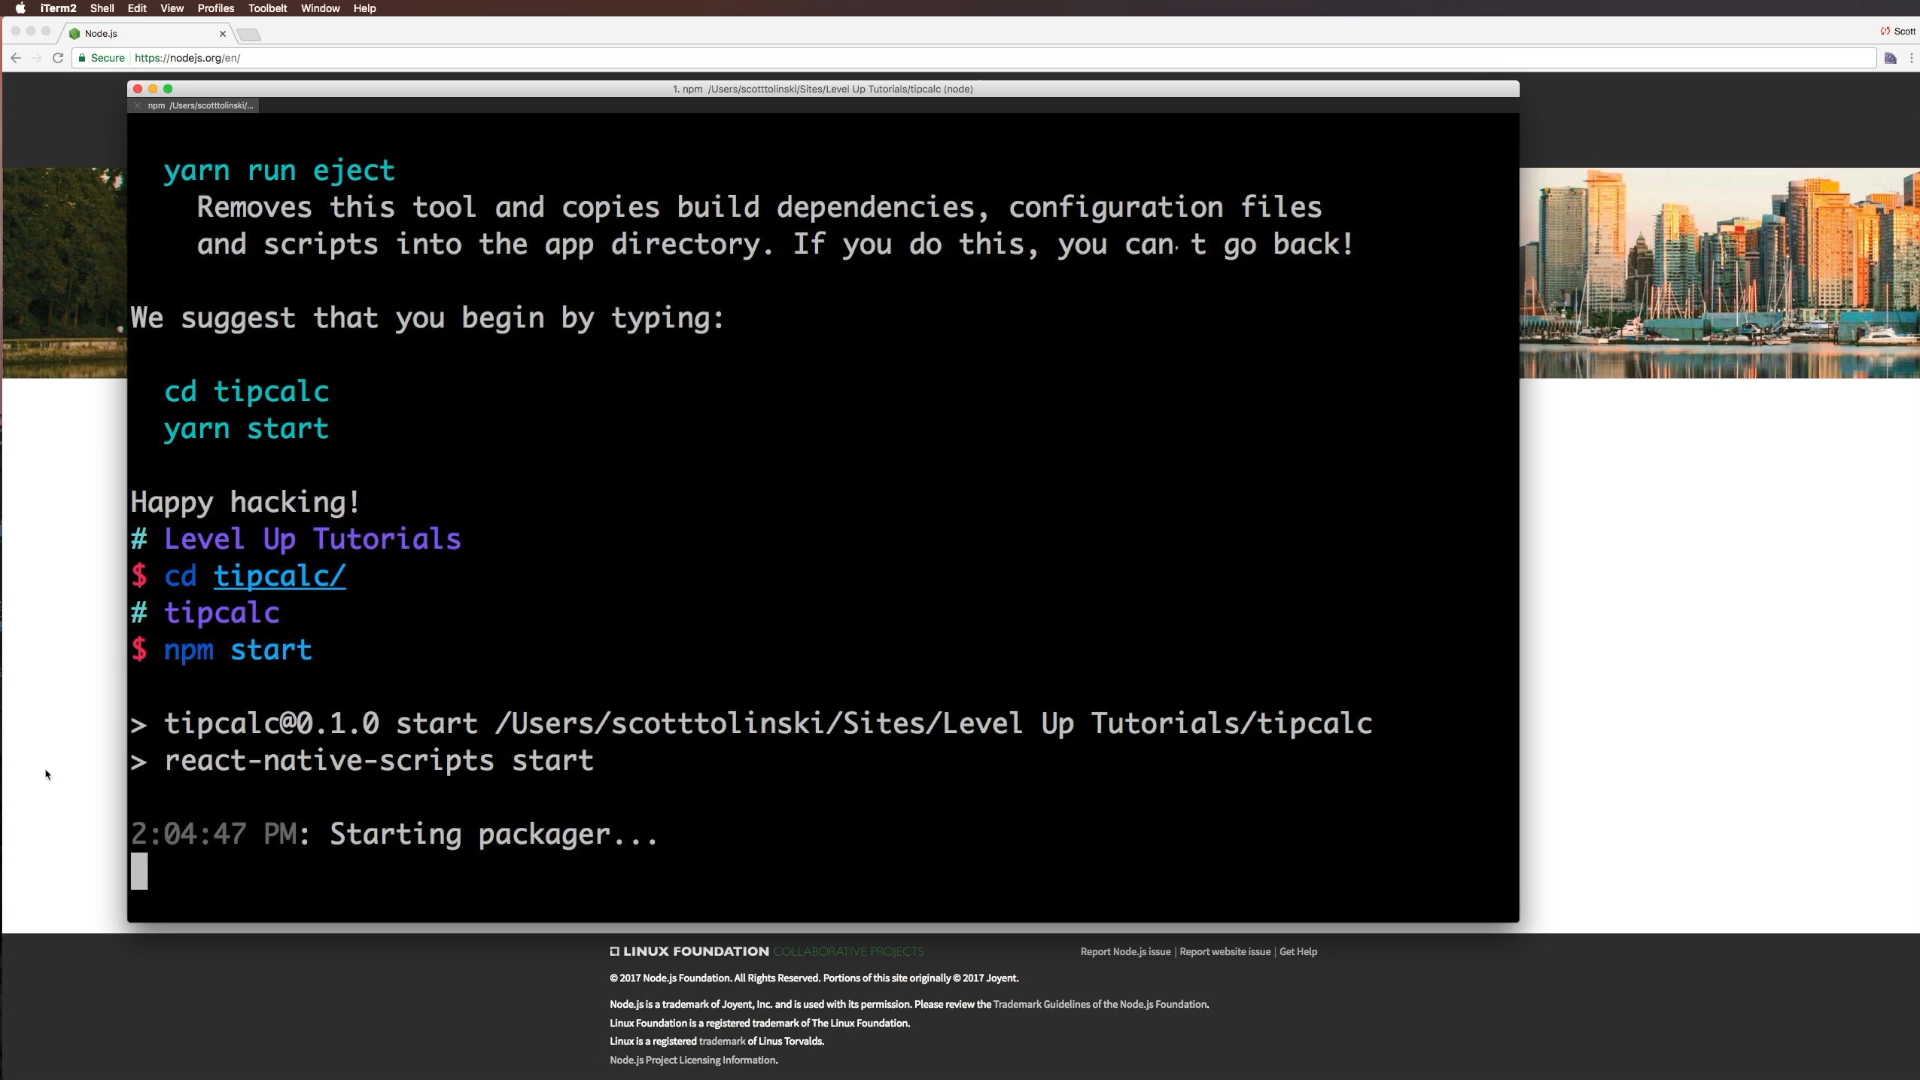 iTerm2 Shell Edit View Profiles Toolbelt Window Help
Node.js
Scott
Secure https://nodejs.org/en/
1. npm /Users/scotttolinski/Sites/Level Up Tutorials/tipcalc (node)
npm /Users/scotttolinski/...
yarn run eject
Removes this tool and copies build dependencies, configuration files
and scripts into the app directory. If you do this, you can't go back!
We suggest that you begin by typing:
cd tipcalc
yarn start
Happy hacking!
# Level Up Tutorials
$ cd tipcalc/
# tipcalc
$ npm start
> tipcalc@0.1.0 start /Users/scotttolinski/Sites/Level Up Tutorials/tipcalc
> react-native-scripts start
2:04:47 PM: Starting packager...
LINUX FOUNDATION COLLABORATIVE PROJECTS
Report Node.js issue | Report website issue | Get Help
© 2017 Node.js Foundation. All Rights Reserved. Portions of this site originally © 2017 Joyent.
Node.js is a trademark of Joyent, Inc. and is used with its permission. Please review the Trademark Guidelines of the Node.js Foundation.
Linux Foundation is a registered trademark of The Linux Foundation.
Linux is a registered trademark of Linus Torvalds.
Node.js Project Licensing Information.